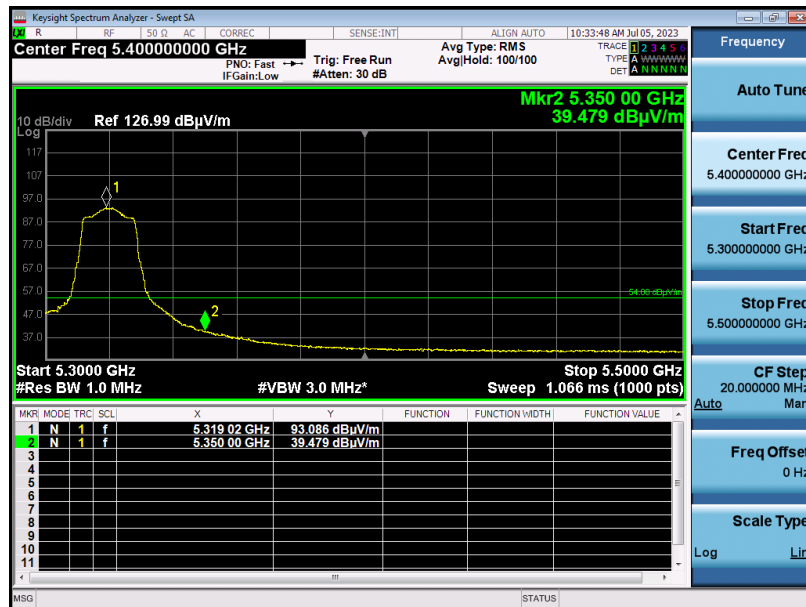 Keysight Spectrum Analyzer - Swept SA
R RF 50 Ω AC CORREC SENSE:INT ALIGN AUTO 10:33:48 AM Jul 05, 2023
Center Freq 5.400000000 GHz
PNO: Fast
IFGain:Low
Trig: Free Run
#Atten: 30 dB
Avg Type: RMS
Avg|Hold: 100/100
TRACE 1 2 3 4 5 6
TYPE A W W W W W
DET A N N N N N
Mkr2 5.350 00 GHz
39.479 dBµV/m
10 dB/div Ref 126.99 dBµV/m
Log
117
107
97.0
87.0
77.0
67.0
57.0
47.0
37.0
1
2
54.00 dBµV/m
Start 5.3000 GHz Stop 5.5000 GHz
#Res BW 1.0 MHz #VBW 3.0 MHz* Sweep 1.066 ms (1000 pts)
MKR MODE TRC SCL X Y FUNCTION FUNCTION WIDTH FUNCTION VALUE
1 N 1 f 5.319 02 GHz 93.086 dBµV/m
2 N 1 f 5.350 00 GHz 39.479 dBµV/m
3
4
5
6
7
8
9
10
11
MSG STATUS
Frequency
Auto Tune
Center Freq
5.400000000 GHz
Start Freq
5.300000000 GHz
Stop Freq
5.500000000 GHz
CF Step
20.000000 MHz
Auto Man
Freq Offset
0 Hz
Scale Type
Log Lin